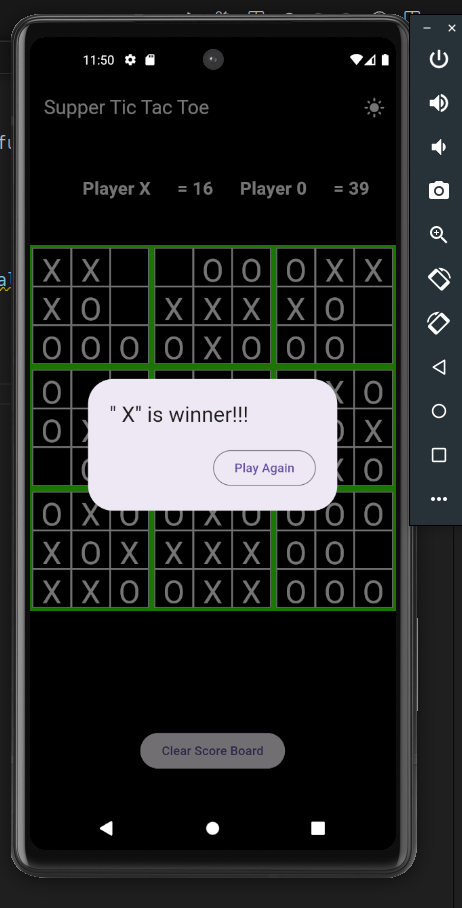 11:50
Supper Tic Tac Toe
Player X = 16 Player 0 = 39
X X O O O X X
X O X X X X O
O O O O X O O O
O X O
O X O X
O X O
" X" is winner!!!
Play Again
O X O O X O O O O
X O X X X X O O
X X O O X X O O O
Clear Score Board